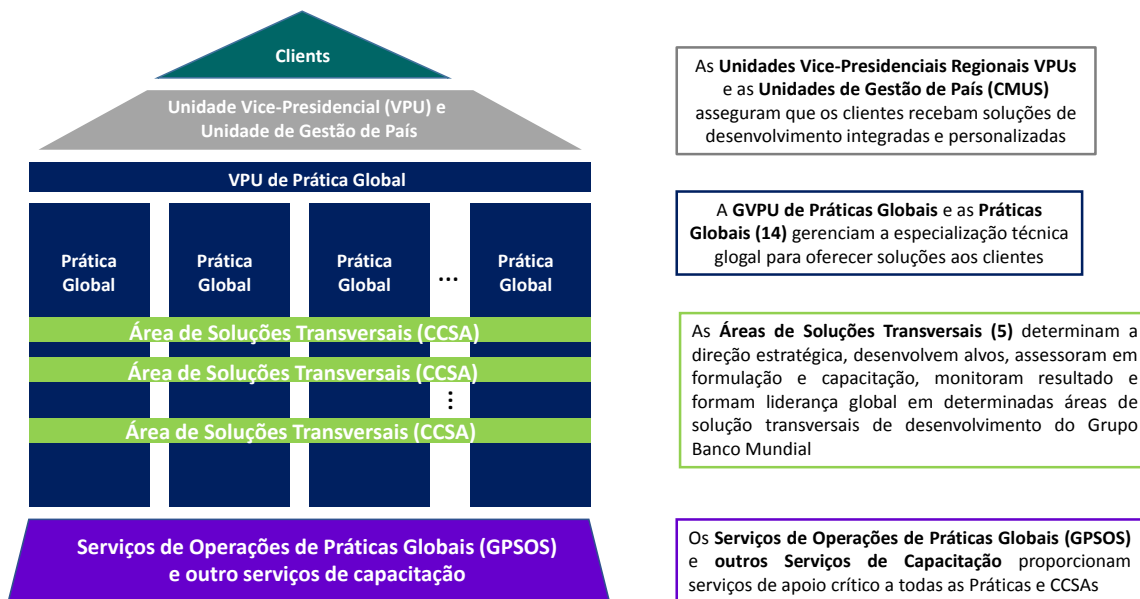 Clients
Unidade Vice-Presidencial (VPU) e
Unidade de Gestão de País
VPU de Prática Global
Prática
Global
Prática
Global
Prática
Global
...
Prática
Global
Área de Soluções Transversais (CCSA)
Área de Soluções Transversais (CCSA)
...
Área de Soluções Transversais (CCSA)
Serviços de Operações de Práticas Globais (GPSOS)
e outro serviços de capacitação
As Unidades Vice-Presidenciais Regionais VPUs
e as Unidades de Gestão de País (CMUS)
asseguram que os clientes recebam soluções de
desenvolvimento integradas e personalizadas
A GVPU de Práticas Globais e as Práticas
Globais (14) gerenciam a especialização técnica
glogal para oferecer soluções aos clientes
As Áreas de Soluções Transversais (5) determinam a
direção estratégica, desenvolvem alvos, assessoram em
formulação e capacitação, monitoram resultado e
formam liderança global em determinadas áreas de
solução transversais de desenvolvimento do Grupo
Banco Mundial
Os Serviços de Operações de Práticas Globais (GPSOS)
e outros Serviços de Capacitação proporcionam
serviços de apoio crítico a todas as Práticas e CCSAs